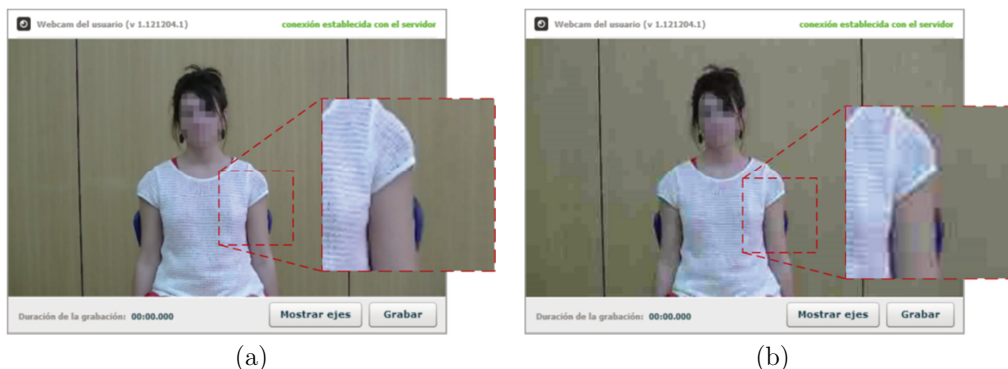 Webcam del usuario (v 1.121204.1) conexión establecida con el servidor
Duración de la grabación: 00:00.000 Mostrar ejes Grabar
(a)
Webcam del usuario (v 1.121204.1) conexión establecida con el servidor
Duración de la grabación: 00:00.000 Mostrar ejes Grabar
(b)